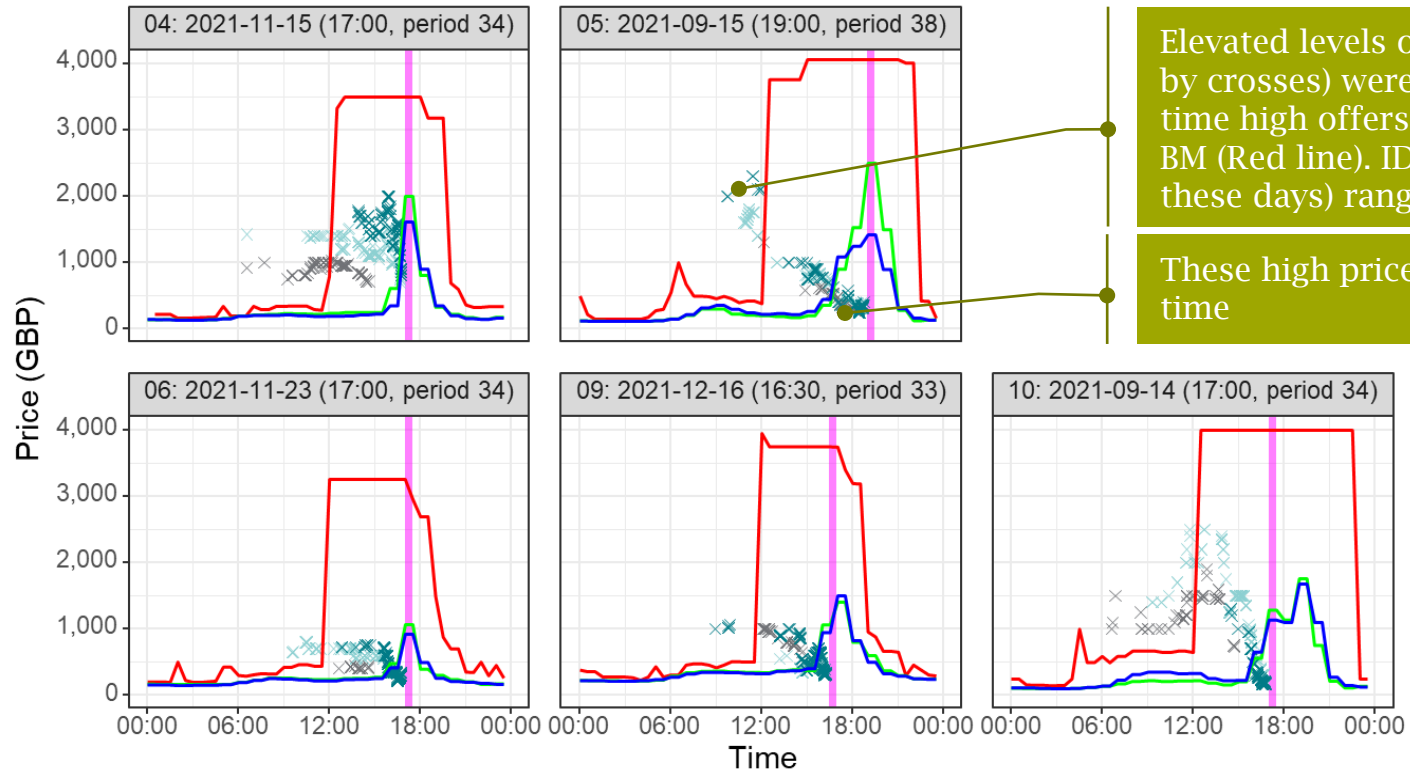 04: 2021-11-15 (17:00, period 34)
05: 2021-09-15 (19:00, period 38)
Elevated levels o
by crosses) were
time high offers
BM (Red line). ID
these days) rang
These high price
time
4,000
3,000
2,000
1,000
0
Price (GBP)
06: 2021-11-23 (17:00, period 34)
09: 2021-12-16 (16:30, period 33)
10: 2021-09-14 (17:00, period 34)
4,000
3,000
2,000
1,000
0
00:00 06:00 12:00 18:00 00:00
00:00 06:00 12:00 18:00 00:00
00:00 06:00 12:00 18:00 00:00
Time